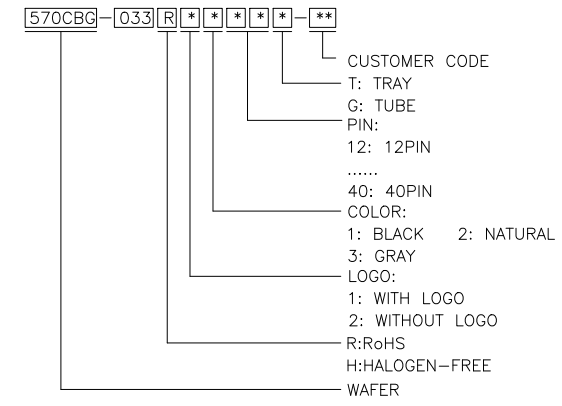 570CBG-033R*****-**
CUSTOMER CODE
T: TRAY
G: TUBE
PIN:
12: 12PIN
......
40: 40PIN
COLOR:
1: BLACK 2: NATURAL
3: GRAY
LOGO:
1: WITH LOGO
2: WITHOUT LOGO
R:RoHS
H:HALOGEN-FREE
WAFER